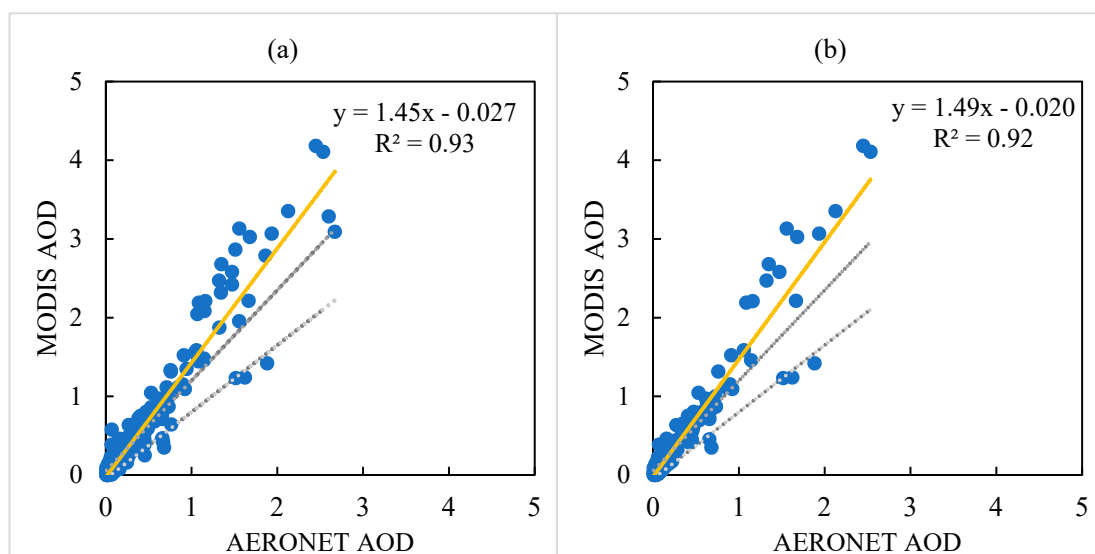 (a)
y = 1.45x - 0.027
R² = 0.93
5
4
3
2
1
0
MODIS AOD
0 1 2 3 4 5
AERONET AOD
(b)
y = 1.49x - 0.020
R² = 0.92
5
4
3
2
1
0
MODIS AOD
0 1 2 3 4 5
AERONET AOD